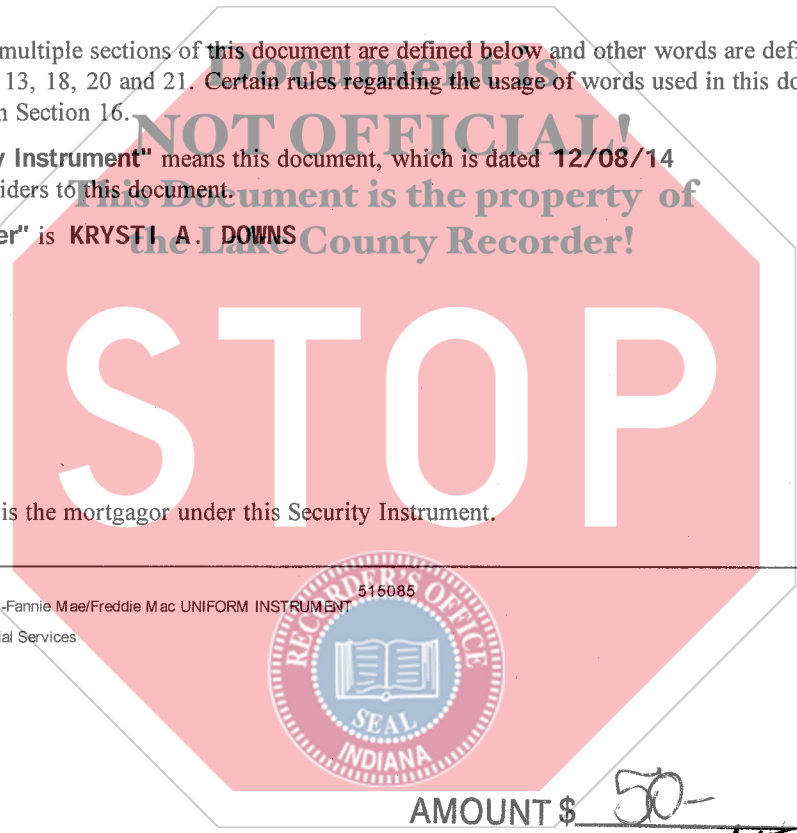 multiple sections of this document are defined below and other words are defi
13, 18, 20 and 21. Certain rules regarding the usage of words used in this do
n Section 16.
Document is
NOT OFFICIAL!
This Document is the property of
the Lake County Recorder!
y Instrument" means this document, which is dated 12/08/14
iders to this document.
er" is KRYSTI A. DOWNS
STOP
is the mortgagor under this Security Instrument.
-Fannie Mae/Freddie Mac UNIFORM INSTRUMENT 515085
ial Services
RECORDER'S OFFICE
SEAL
INDIANA
AMOUNT $ 50-